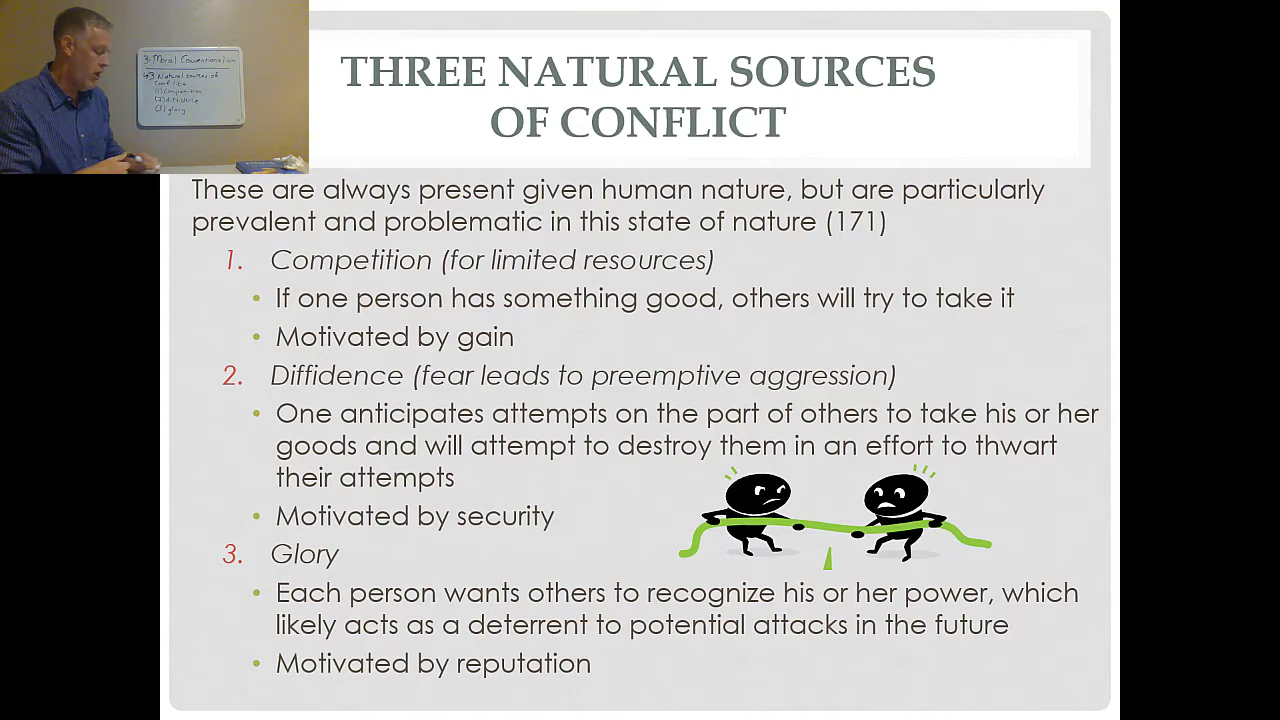 3. Moral Conventionalism
3 Natural sources of
conflict
(1) competition
(2) diffidence
(3) glory
THREE NATURAL SOURCES
OF CONFLICT
These are always present given human nature, but are particularly
prevalent and problematic in this state of nature (171)
1. Competition (for limited resources)
• If one person has something good, others will try to take it
• Motivated by gain
2. Diffidence (fear leads to preemptive aggression)
• One anticipates attempts on the part of others to take his or her
goods and will attempt to destroy them in an effort to thwart
their attempts
• Motivated by security
3. Glory
• Each person wants others to recognize his or her power, which
likely acts as a deterrent to potential attacks in the future
• Motivated by reputation